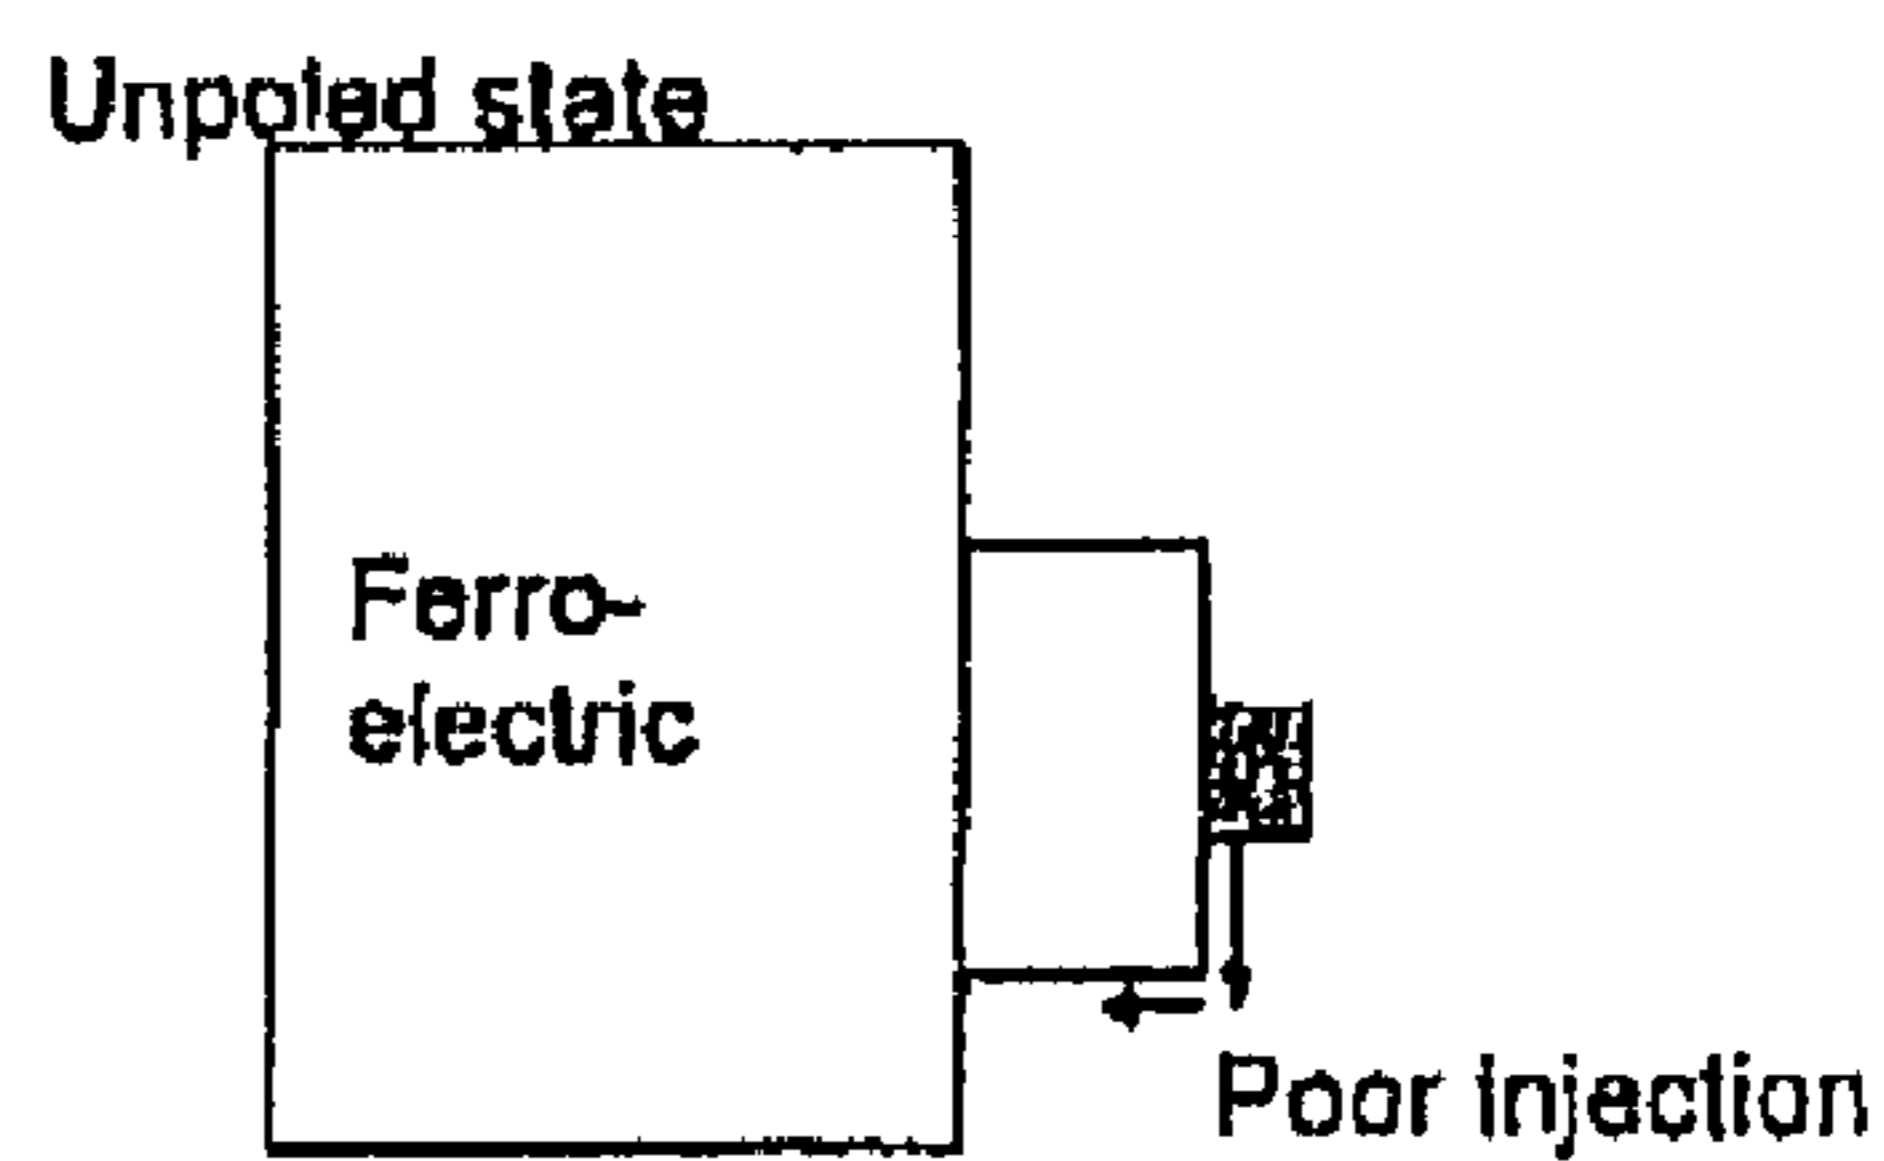 Unpoled state
Ferro-
electric
Poor injection